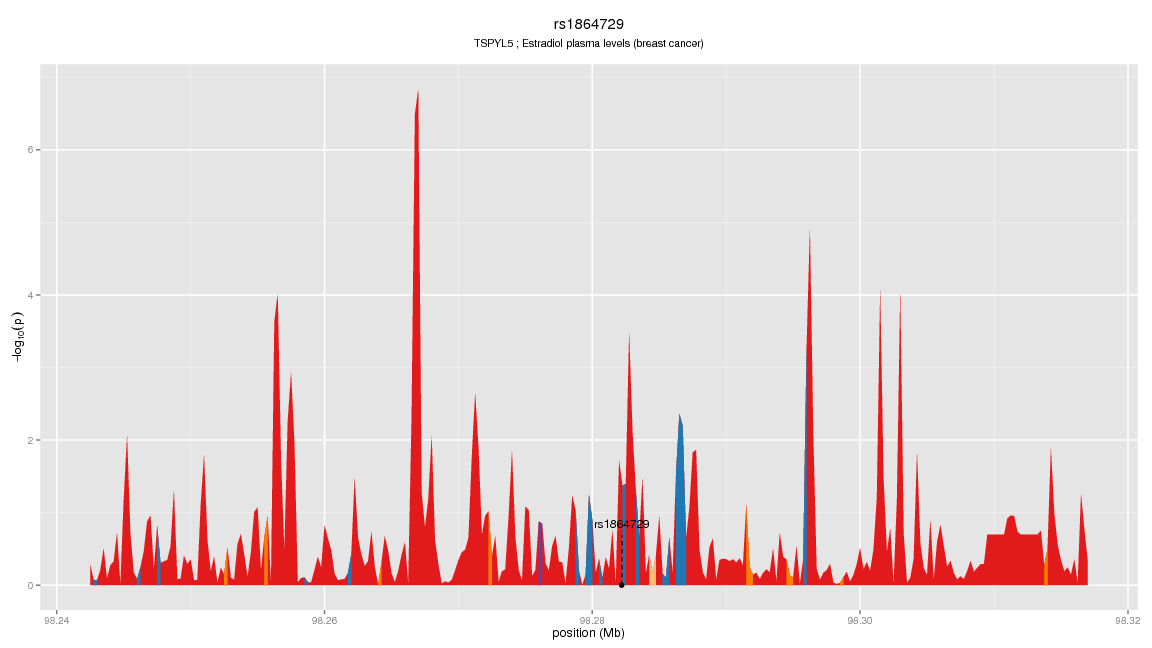 rs1864729
TSPYL5 ; Estradiol plasma levels (breast cancer)
6
4
2
0
−log₁₀(p)
rs1864729
98.24 98.26 98.28 98.30 98.32
position (Mb)